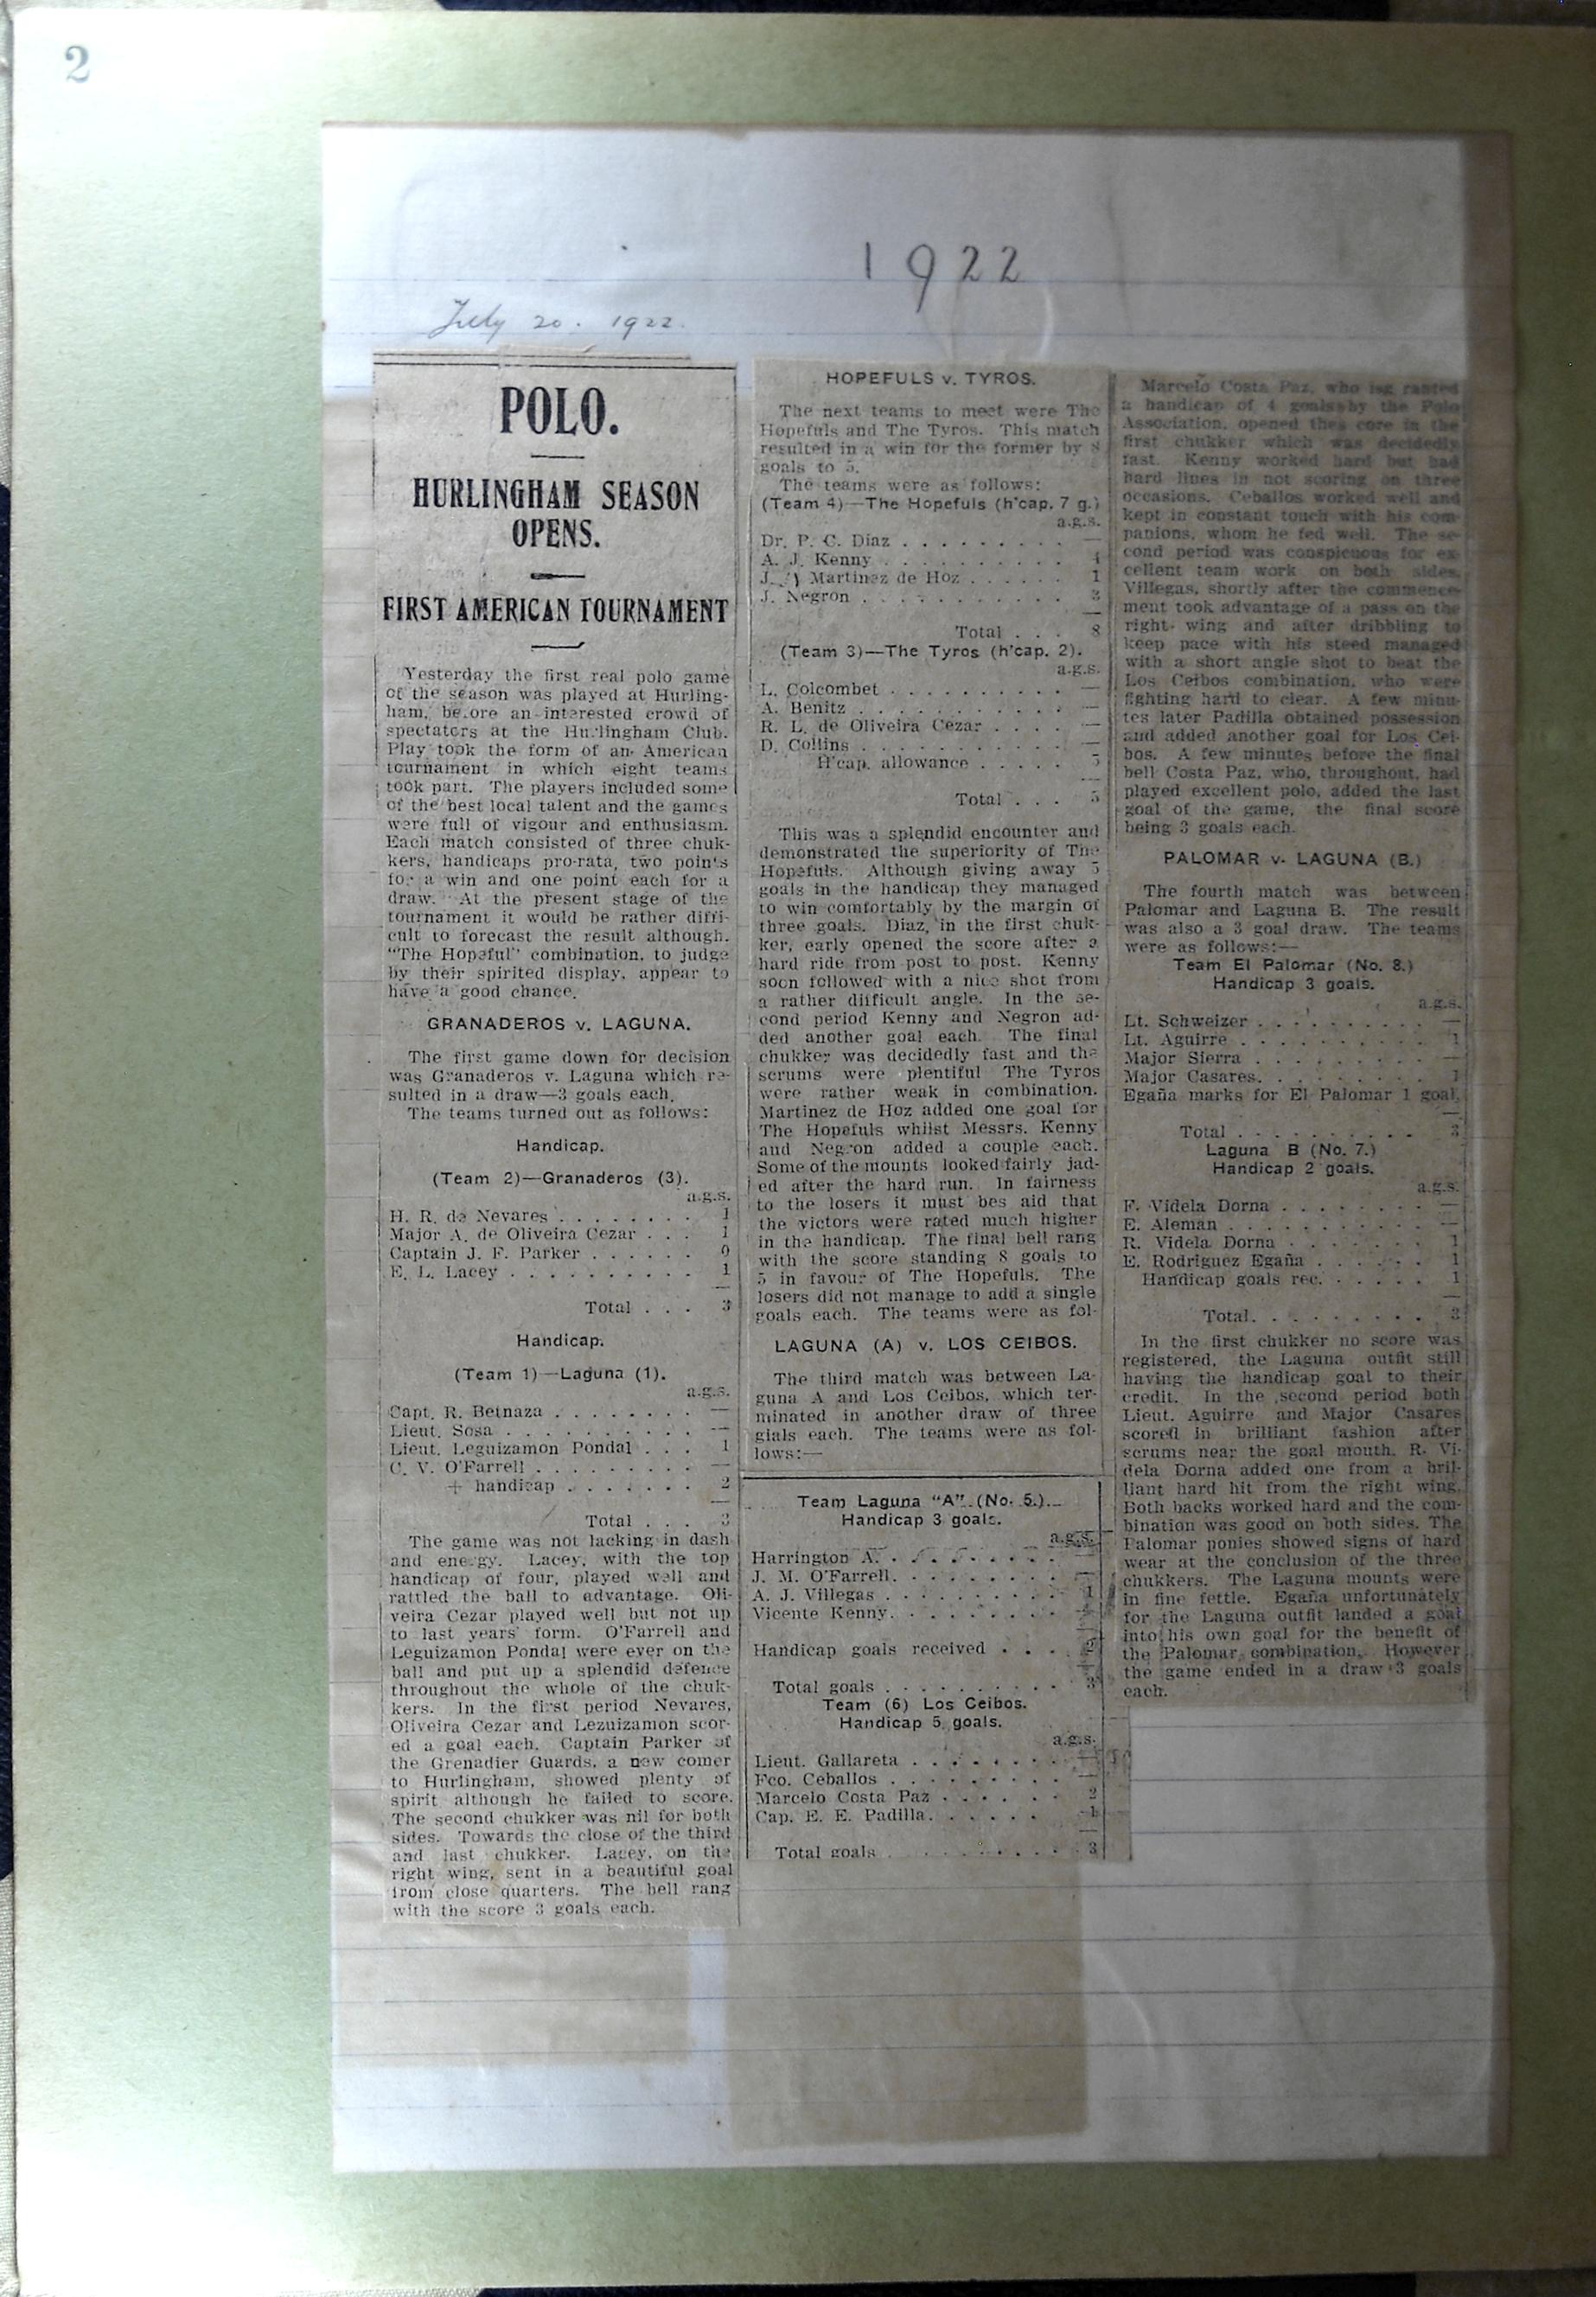 2
1922
July 20. 1922.
POLO.
HURLINGHAM SEASON
OPENS.
FIRST AMERICAN TOURNAMENT
Yesterday the first real polo game
of the season was played at Hurling-
ham, before an interested crowd of
spectators at the Hurlingham Club.
Play took the form of an American
tournament in which eight teams
took part. The players included some
of the best local talent and the games
were full of vigour and enthusiasm.
Each match consisted of three chuk-
kers, handicaps pro-rata, two points
for a win and one point each for a
draw. At the present stage of the
tournament it would be rather diffi-
cult to forecast the result although.
"The Hopeful" combination, to judge
by their spirited display, appear to
have a good chance.
GRANADEROS v. LAGUNA.
The first game down for decision
was Granaderos v. Laguna which re-
sulted in a draw—3 goals each.
The teams turned out as follows:
Handicap.
(Team 2)—Granaderos (3).
a.g.s.
H. R. de Nevares . . . . . . . . 1
Major A. de Oliveira Cezar . . . 1
Captain J. F. Parker . . . . . . 0
E. L. Lacey . . . . . . . . . . 1
—
Total . . . 3
Handicap.
(Team 1)—Laguna (1).
a.g.s.
Capt. R. Betnaza . . . . . . . . —
Lieut. Sosa . . . . . . . . . . —
Lieut. Leguizamon Pondal . . . 1
C. V. O'Farrell . . . . . . . . . —
+ handicap . . . . . . . 2
—
Total . . . 3
The game was not lacking in dash
and energy. Lacey, with the top
handicap of four, played well and
rattled the ball to advantage. Oli-
veira Cezar played well but not up
to last years' form. O'Farrell and
Leguizamon Pondal were ever on the
ball and put up a splendid defence
throughout the whole of the chuk-
kers. In the first period Nevares,
Oliveira Cezar and Lezuizamon scor-
ed a goal each. Captain Parker of
the Grenadier Guards, a new comer
to Hurlingham, showed plenty of
spirit although he failed to score.
The second chukker was nil for both
sides. Towards the close of the third
and last chukker. Lacey, on the
right wing, sent in a beautiful goal
from close quarters. The bell rang
with the score 3 goals each.
HOPEFULS v. TYROS.
The next teams to meet were The
Hopefuls and The Tyros. This match
resulted in a win for the former by 8
goals to 5.
The teams were as follows:
(Team 4)—The Hopefuls (h'cap. 7 g.)
a.g.s.
Dr. P. C. Diaz . . . . . . . . . —
A. J. Kenny . . . . . . . . . . 4
J. Martinez de Hoz . . . . . . 1
J. Negron . . . . . . . . . . . 3
—
Total . . . 8
(Team 3)—The Tyros (h'cap. 2).
a.g.s.
L. Colcombet . . . . . . . . . . —
A. Benitz . . . . . . . . . . . —
R. L. de Oliveira Cezar . . . . —
D. Collins . . . . . . . . . . . —
H'cap. allowance . . . . . 5
—
Total . . . 5
This was a splendid encounter and
demonstrated the superiority of The
Hopefuls. Although giving away 5
goals in the handicap they managed
to win comfortably by the margin of
three goals. Diaz, in the first chuk-
ker, early opened the score after a
hard ride from post to post. Kenny
soon followed with a nice shot from
a rather difficult angle. In the se-
cond period Kenny and Negron ad-
ded another goal each. The final
chukker was decidedly fast and the
scrums were plentiful The Tyros
were rather weak in combination.
Martinez de Hoz added one goal for
The Hopefuls whilst Messrs. Kenny
and Negron added a couple each.
Some of the mounts looked fairly jad-
ed after the hard run. In fairness
to the losers it must bes aid that
the victors were rated much higher
in the handicap. The final bell rang
with the score standing 8 goals to
5 in favour of The Hopefuls. The
losers did not manage to add a single
goals each. The teams were as fol-
LAGUNA (A) v. LOS CEIBOS.
The third match was between La-
guna A and Los Ceibos, which ter-
minated in another draw of three
gials each. The teams were as fol-
lows:—
Team Laguna "A" (No. 5.)
Handicap 3 goals.
a.g.s.
Harrington A. . . . . . . . . —
J. M. O'Farrell. . . . . . . . . —
A. J. Villegas . . . . . . . . . 1
Vicente Kenny. . . . . . . . .
Handicap goals received . . . 2
—
Total goals . . . . . . . . . . 3
Team (6) Los Ceibos.
Handicap 5 goals.
a.g.s.
Lieut. Gallareta . . . . . . . . —
Fco. Ceballos . . . . . . . . . —
Marcelo Costa Paz . . . . . . 2
Cap. E. E. Padilla. . . . . . 1
—
Total goals . . . . . . . . . . 3
Marcelo Costa Paz, who isg ranted
a handicap of 4 goals by the Polo
Association, opened thes core in the
first chukker which was decidedly
fast. Kenny worked hard but had
hard lines in not scoring on three
occasions. Ceballos worked well and
kept in constant touch with his com-
panions, whom he fed well. The se-
cond period was conspicuous for ex-
cellent team work on both sides.
Villegas, shortly after the commence-
ment took advantage of a pass on the
right wing and after dribbling to
keep pace with his steed managed
with a short angle shot to beat the
Los Ceibos combination, who were
fighting hard to clear. A few minu-
tes later Padilla obtained possession
and added another goal for Los Cei-
bos. A few minutes before the final
bell Costa Paz, who, throughout, had
played excellent polo, added the last
goal of the game, the final score
being 3 goals each.
PALOMAR v. LAGUNA (B.)
The fourth match was between
Palomar and Laguna B. The result
was also a 3 goal draw. The teams
were as follows:—
Team El Palomar (No. 8.)
Handicap 3 goals.
a.g.s.
Lt. Schweizer . . . . . . . . . . —
Lt. Aguirre . . . . . . . . . . 1
Major Sierra . . . . . . . . . —
Major Casares. . . . . . . . . 1
Egaña marks for El Palomar 1 goal.
—
Total . . . . . . . . . . 3
Laguna B (No. 7.)
Handicap 2 goals.
a.g.s.
F. Videla Dorna . . . . . . . . —
E. Aleman . . . . . . . . . . . —
R. Videla Dorna . . . . . . . 1
E. Rodriguez Egaña . . . . . . 1
Handicap goals rec. . . . . . 1
—
Total. . . . . . . . . 3
In the first chukker no score was
registered, the Laguna outfit still
having the handicap goal to their
credit. In the second period both
Lieut. Aguirre and Major Casares
scored in brilliant fashion after
scrums near the goal mouth. R. Vi-
dela Dorna added one from a bril-
liant hard hit from the right wing.
Both backs worked hard and the com-
bination was good on both sides. The
Palomar ponies showed signs of hard
wear at the conclusion of the three
chukkers. The Laguna mounts were
in fine fettle. Egaña unfortunately
for the Laguna outfit landed a goal
into his own goal for the benefit of
the Palomar combination. However
the game ended in a draw 3 goals
each.